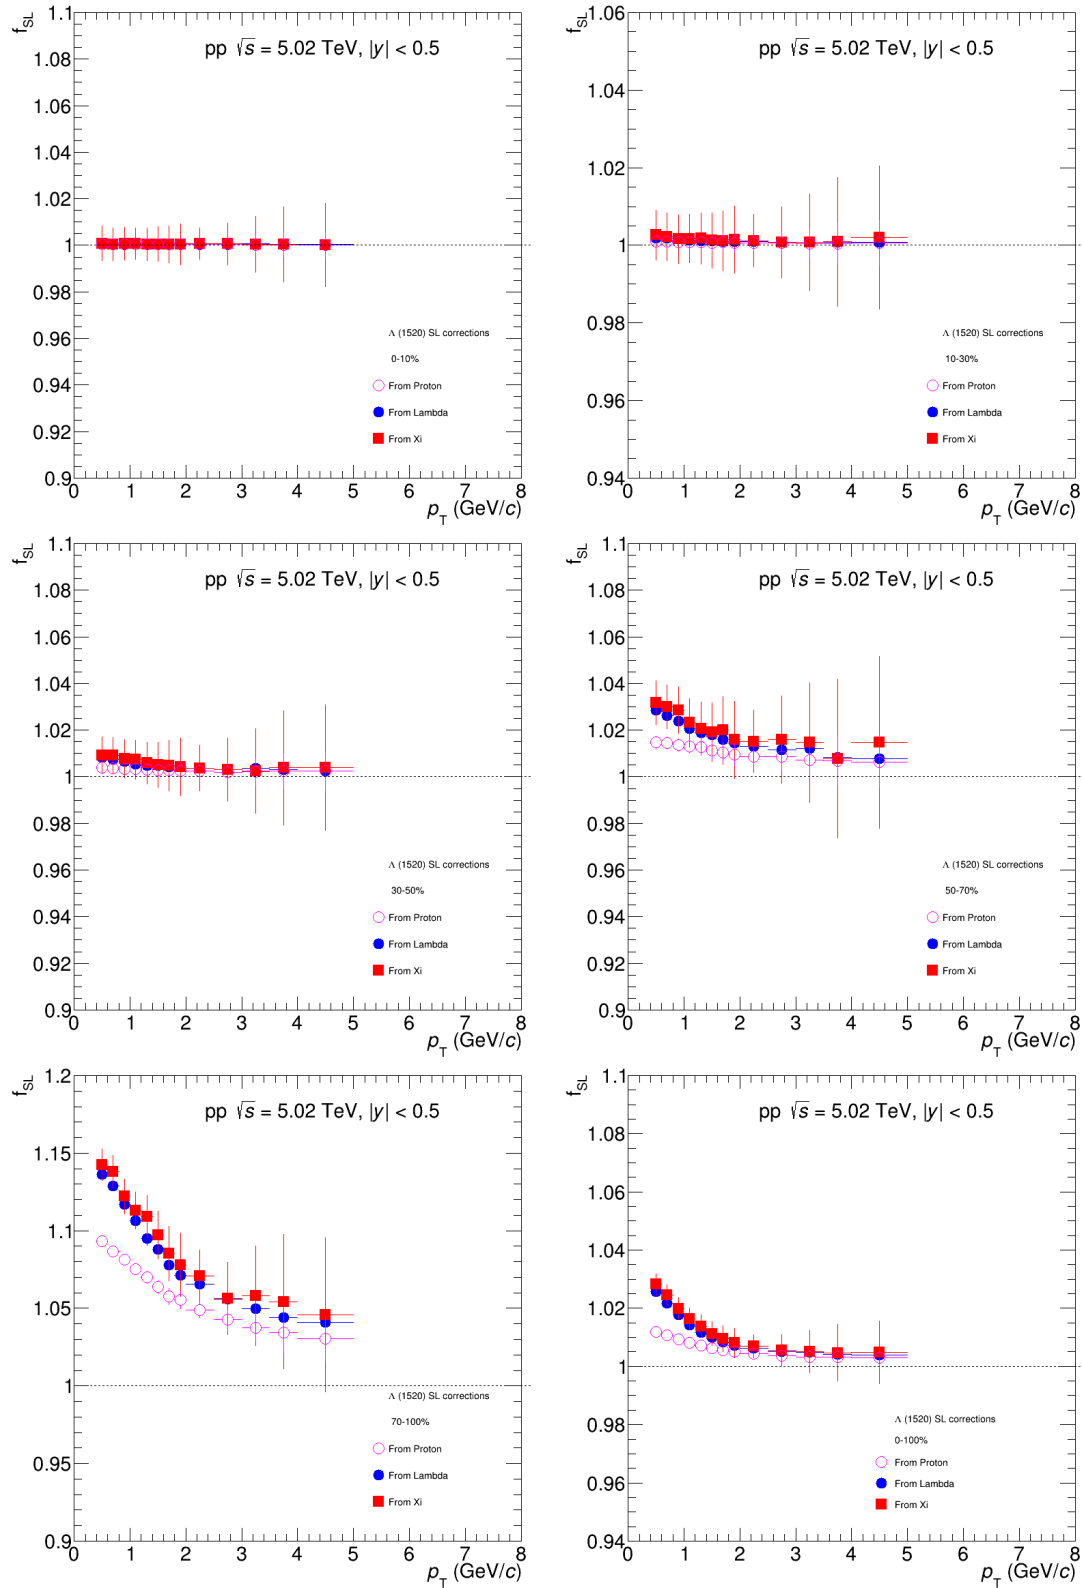 f_SL
pp √s = 5.02 TeV, |y| < 0.5
1.1
1.08
1.06
1.04
1.02
1
0.98
0.96
0.94
0.92
0.9
Λ (1520) SL corrections
0-10%
From Proton
From Lambda
From Xi
0 1 2 3 4 5 6 7 8
p_T (GeV/c)
f_SL
pp √s = 5.02 TeV, |y| < 0.5
1.06
1.04
1.02
1
0.98
0.96
0.94
Λ (1520) SL corrections
10-30%
From Proton
From Lambda
From Xi
0 1 2 3 4 5 6 7 8
p_T (GeV/c)
f_SL
pp √s = 5.02 TeV, |y| < 0.5
1.1
1.08
1.06
1.04
1.02
1
0.98
0.96
0.94
0.92
0.9
Λ (1520) SL corrections
30-50%
From Proton
From Lambda
From Xi
0 1 2 3 4 5 6 7 8
p_T (GeV/c)
f_SL
pp √s = 5.02 TeV, |y| < 0.5
1.1
1.08
1.06
1.04
1.02
1
0.98
0.96
0.94
0.92
0.9
Λ (1520) SL corrections
50-70%
From Proton
From Lambda
From Xi
0 1 2 3 4 5 6 7 8
p_T (GeV/c)
f_SL
pp √s = 5.02 TeV, |y| < 0.5
1.2
1.15
1.1
1.05
1
0.95
0.9
Λ (1520) SL corrections
70-100%
From Proton
From Lambda
From Xi
0 1 2 3 4 5 6 7 8
p_T (GeV/c)
f_SL
pp √s = 5.02 TeV, |y| < 0.5
1.1
1.08
1.06
1.04
1.02
1
0.98
0.96
0.94
Λ (1520) SL corrections
0-100%
From Proton
From Lambda
From Xi
0 1 2 3 4 5 6 7 8
p_T (GeV/c)